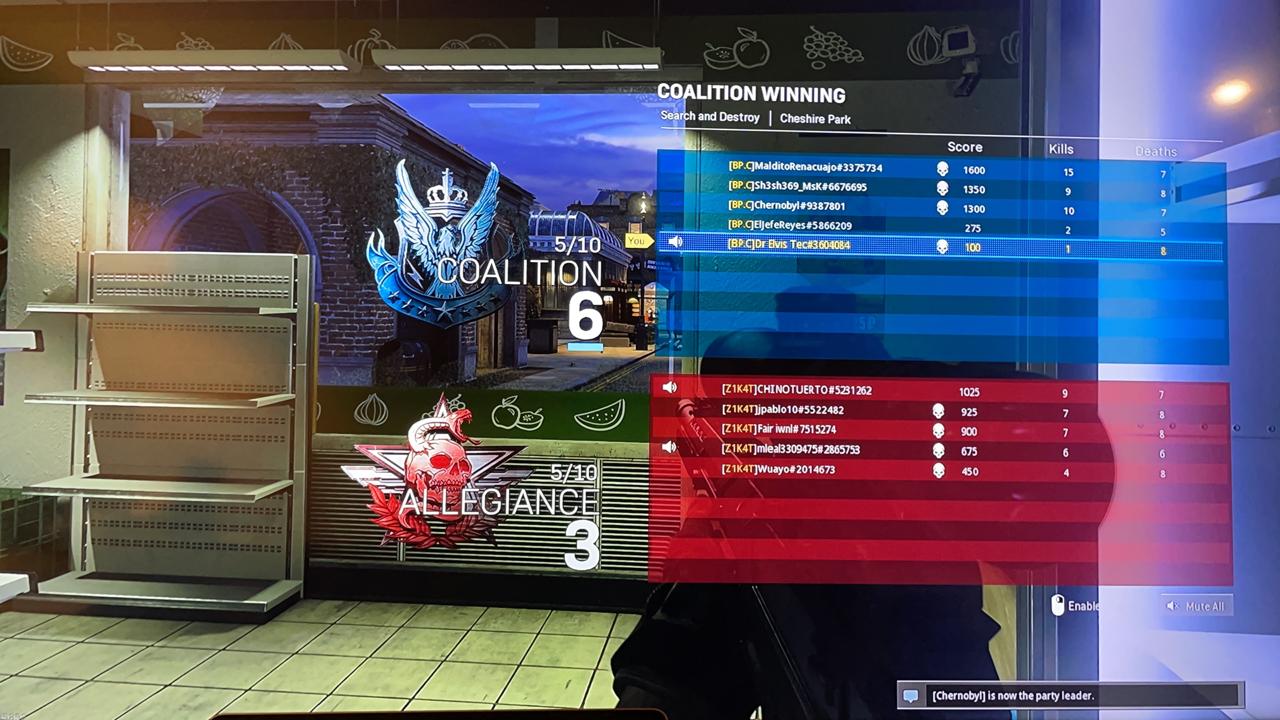 COALITION WINNING
Search and Destroy | Cheshire Park
Score Kills Deaths
[BP.C]MalditoRenacuajo#3375734 1600 15 7
[BP.C]Sh3sh369_MsK#6676695 1350 9 8
[BP.C]Chernobyl#9387801 1300 10 7
[BP.C]ElJefeReyes#5866209 275 2 5
You [BP.C]Dr Elvis Tec#3604084 100 1 8
5/10
COALITION
6
[Z1K4T]CHINOTUERTO#5231262 1025 9 7
[Z1K4T]jpablo10#5522482 925 7 8
[Z1K4T]Fair iwnl#7515274 900 7 8
[Z1K4T]mleal3309475#2865753 675 6 6
[Z1K4T]Wuayo#2014673 450 4 8
5/10
ALLEGIANCE
3
Enable
Mute All
[Chernobyl] is now the party leader.